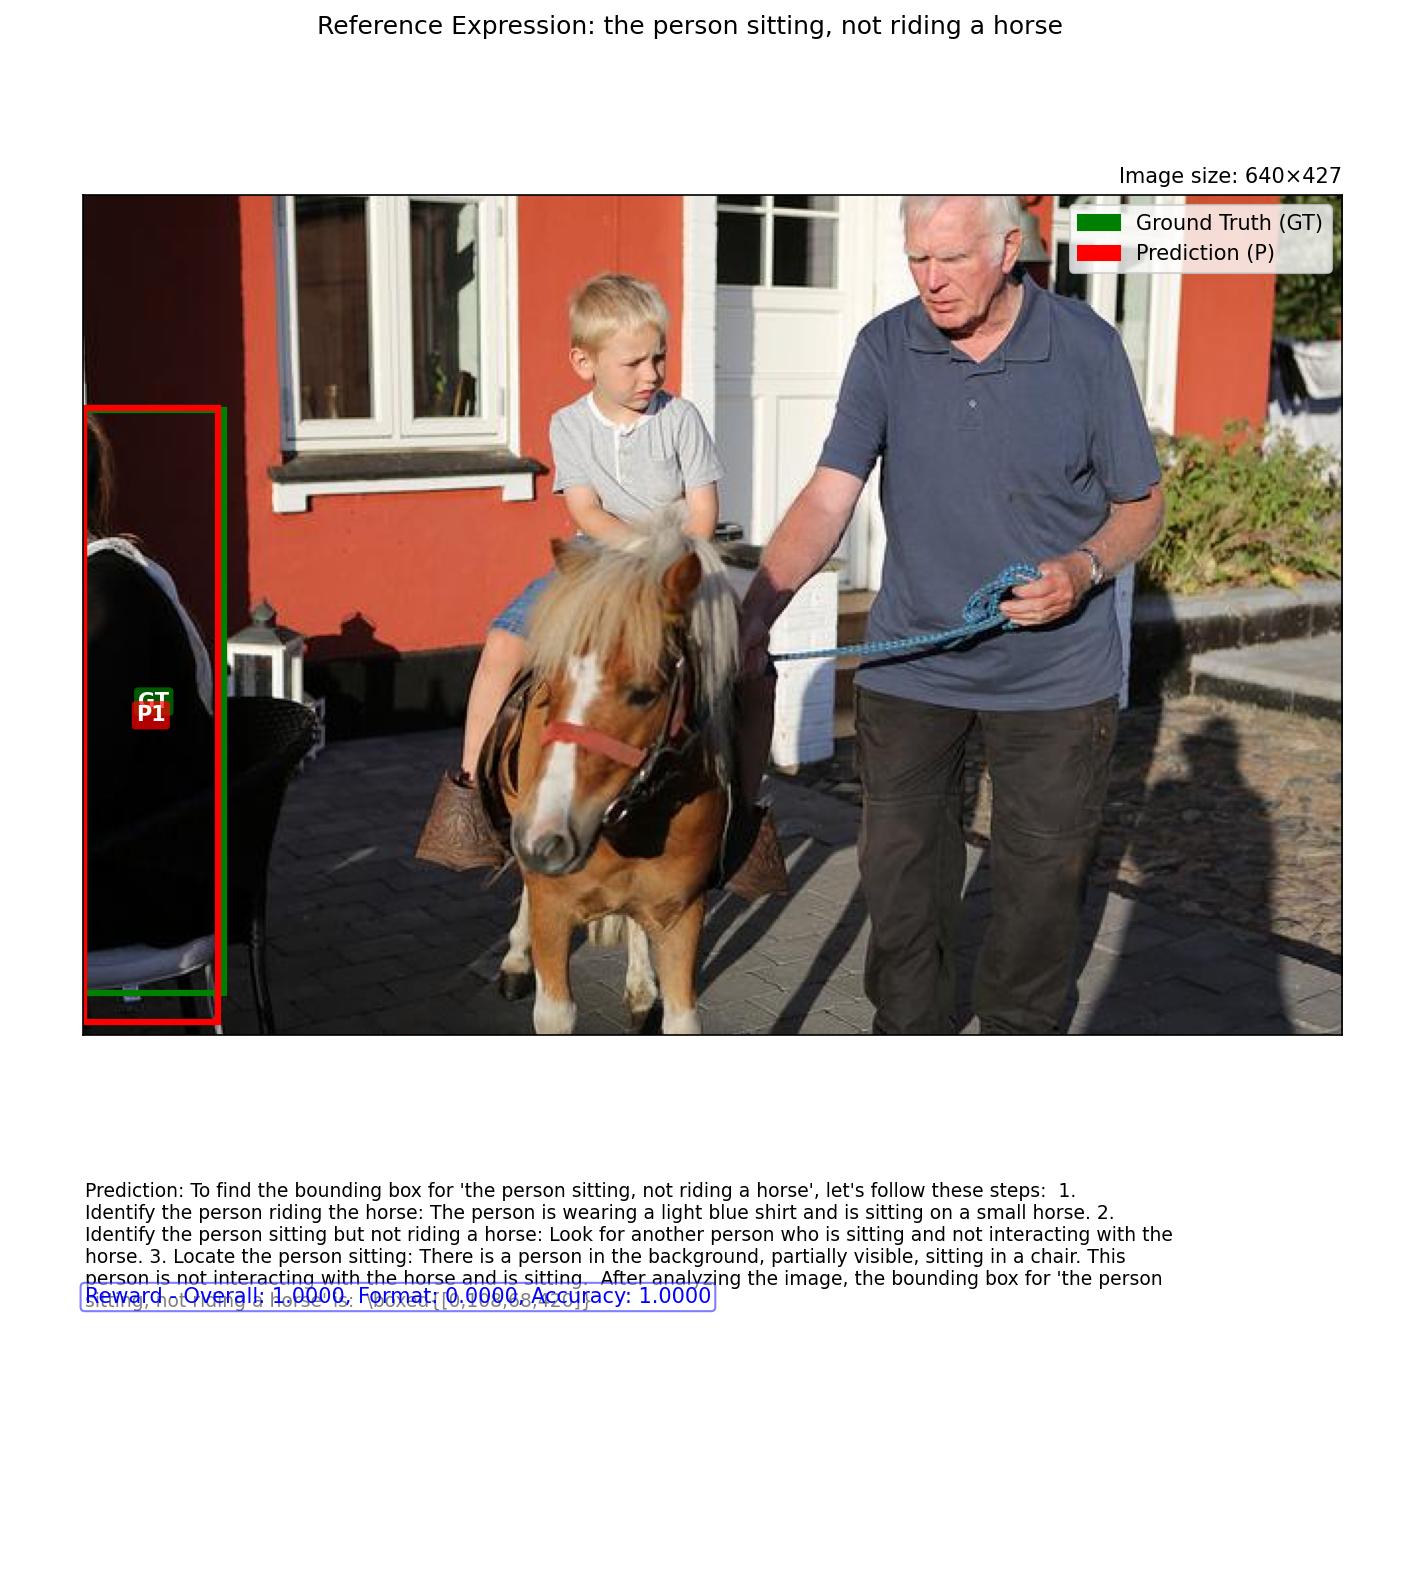 Reference Expression: the person sitting, not riding a horse
Image size: 640×427
Ground Truth (GT)
Prediction (P)
GT
P1
Prediction: To find the bounding box for 'the person sitting, not riding a horse', let's follow these steps:  1.
Identify the person riding the horse: The person is wearing a light blue shirt and is sitting on a small horse. 2.
Identify the person sitting but not riding a horse: Look for another person who is sitting and not interacting with the
horse. 3. Locate the person sitting: There is a person in the background, partially visible, sitting in a chair. This
person is not interacting with the horse and is sitting.  After analyzing the image, the bounding box for 'the person
sitting, not riding a horse' is:
Reward - Overall: 1.0000, Format: 0.0000, Accuracy: 1.0000